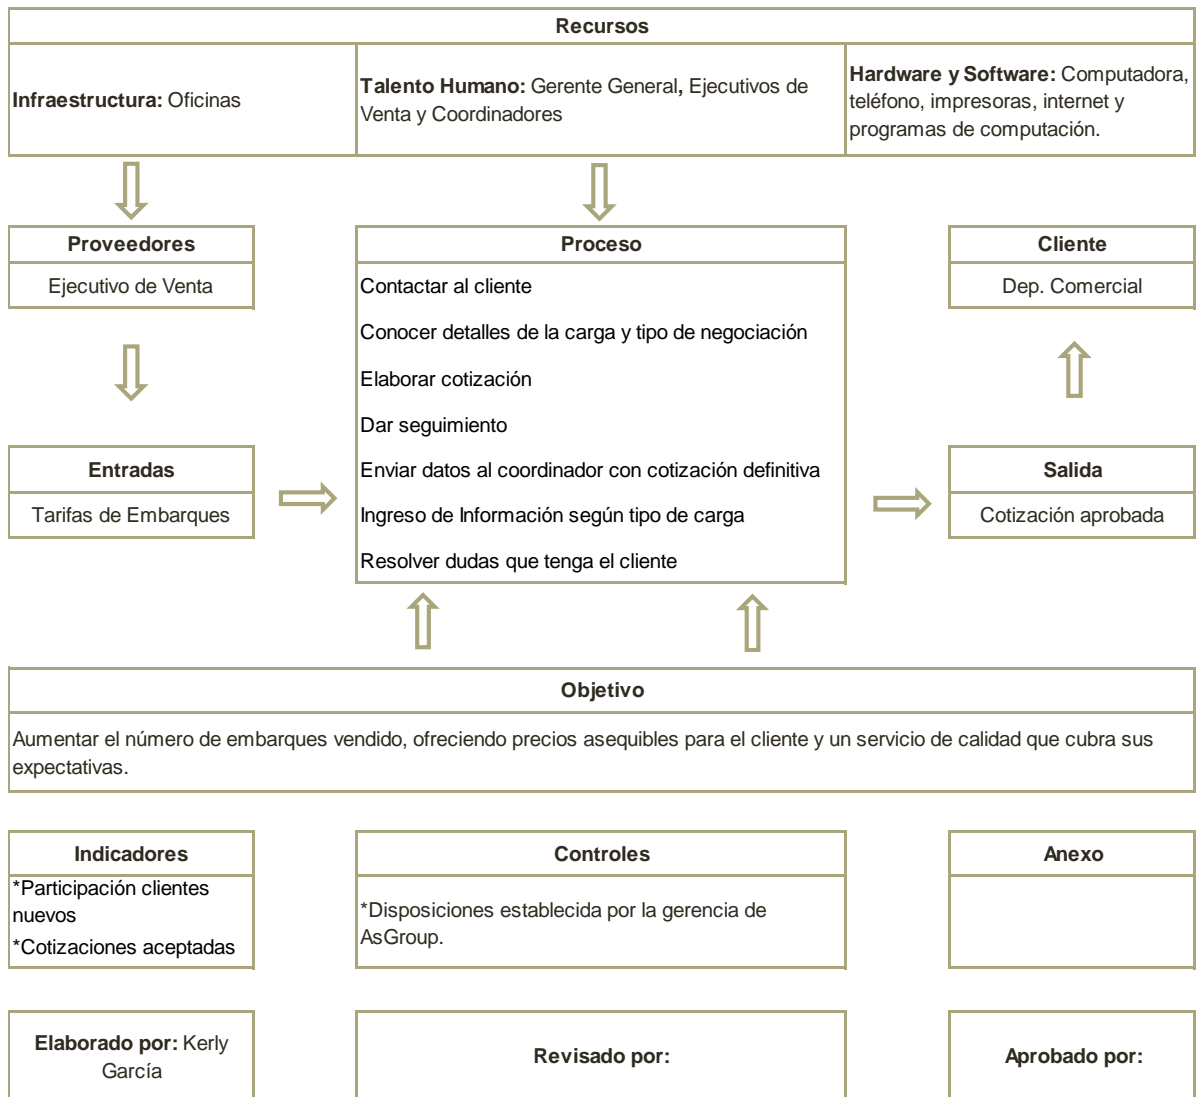 Recursos
Infraestructura: Oficinas
Talento Humano: Gerente General, Ejecutivos de
Venta y Coordinadores
Hardware y Software: Computadora,
teléfono, impresoras, internet y
programas de computación.
Proveedores
Ejecutivo de Venta
Proceso
Contactar al cliente
Conocer detalles de la carga y tipo de negociación
Elaborar cotización
Dar seguimiento
Enviar datos al coordinador con cotización definitiva
Ingreso de Información según tipo de carga
Resolver dudas que tenga el cliente
Cliente
Dep. Comercial
Entradas
Tarifas de Embarques
Salida
Cotización aprobada
Objetivo
Aumentar el número de embarques vendido, ofreciendo precios asequibles para el cliente y un servicio de calidad que cubra sus
expectativas.
Indicadores
*Participación clientes
nuevos
*Cotizaciones aceptadas
Controles
*Disposiciones establecida por la gerencia de
AsGroup.
Anexo
Elaborado por: Kerly
García
Revisado por:
Aprobado por: